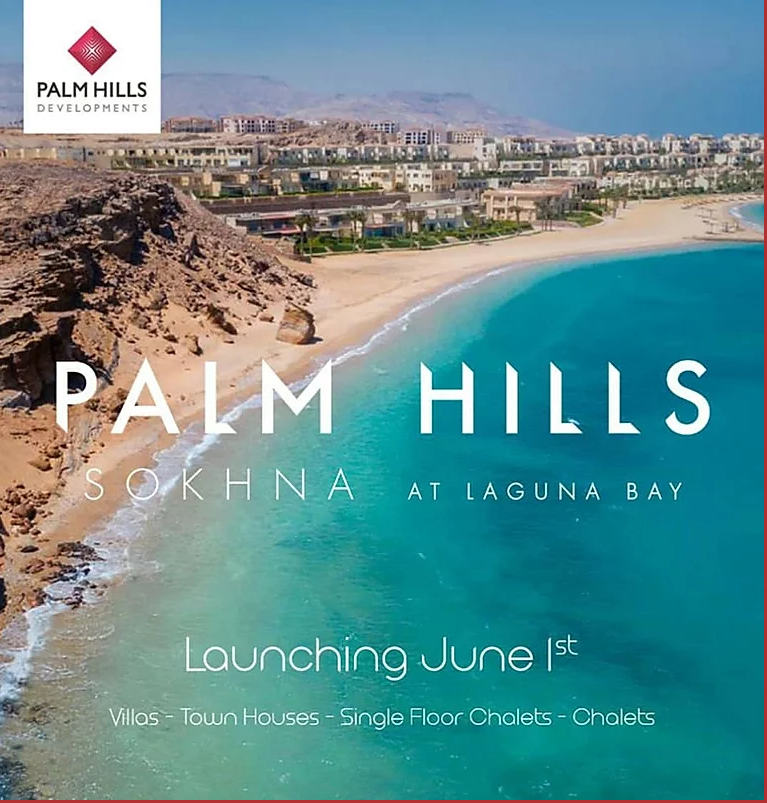 PALM HILLS
DEVELOPMENTS
PALM HILLS
SOKHNA AT LAGUNA BAY
Launching June 1st
Villas - Town Houses - Single Floor Chalets - Chalets